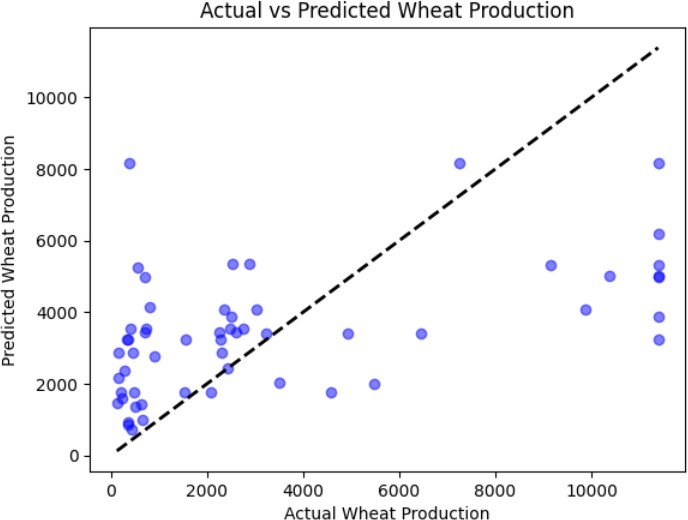 Actual vs Predicted Wheat Production
Predicted Wheat Production
10000
8000
6000
4000
2000
0
0 2000 4000 6000 8000 10000
Actual Wheat Production